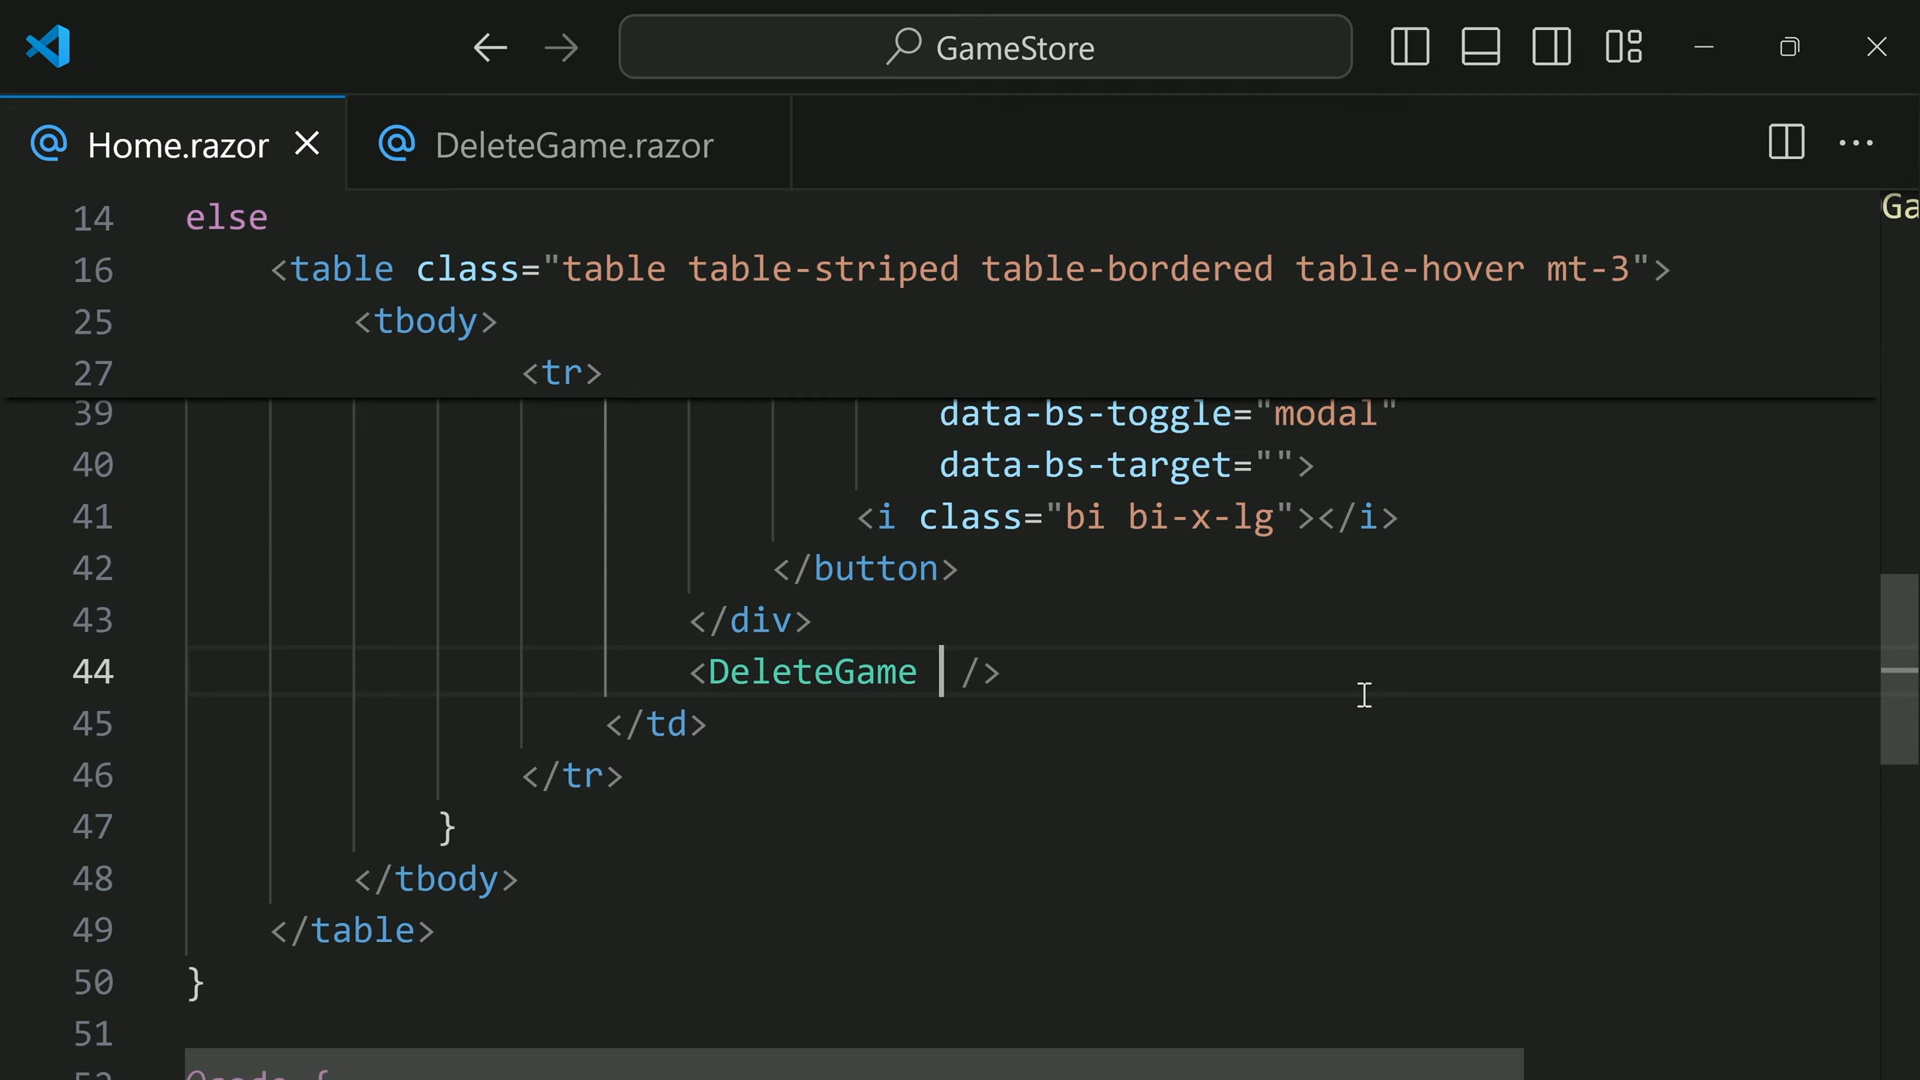 GameStore
Home.razor
DeleteGame.razor
14 else
16 <table class="table table-striped table-bordered table-hover mt-3">
25 <tbody>
27 <tr>
39 data-bs-toggle="modal"
40 data-bs-target="">
41 <i class="bi bi-x-lg"></i>
42 </button>
43 </div>
44 <DeleteGame />
45 </td>
46 </tr>
47 }
48 </tbody>
49 </table>
50 }
51
52 @code {
Ga